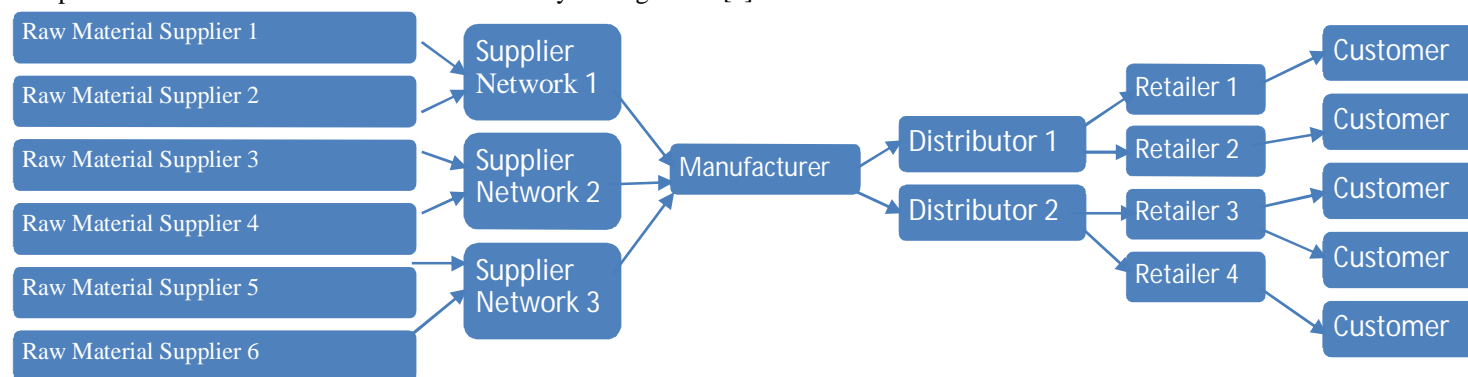 Raw Material Supplier 1
Raw Material Supplier 2
Raw Material Supplier 3
Raw Material Supplier 4
Raw Material Supplier 5
Raw Material Supplier 6
Supplier
Network 1
Supplier
Network 2
Supplier
Network 3
Manufacturer
Distributor 1
Distributor 2
Retailer 1
Retailer 2
Retailer 3
Retailer 4
Customer
Customer
Customer
Customer
Customer